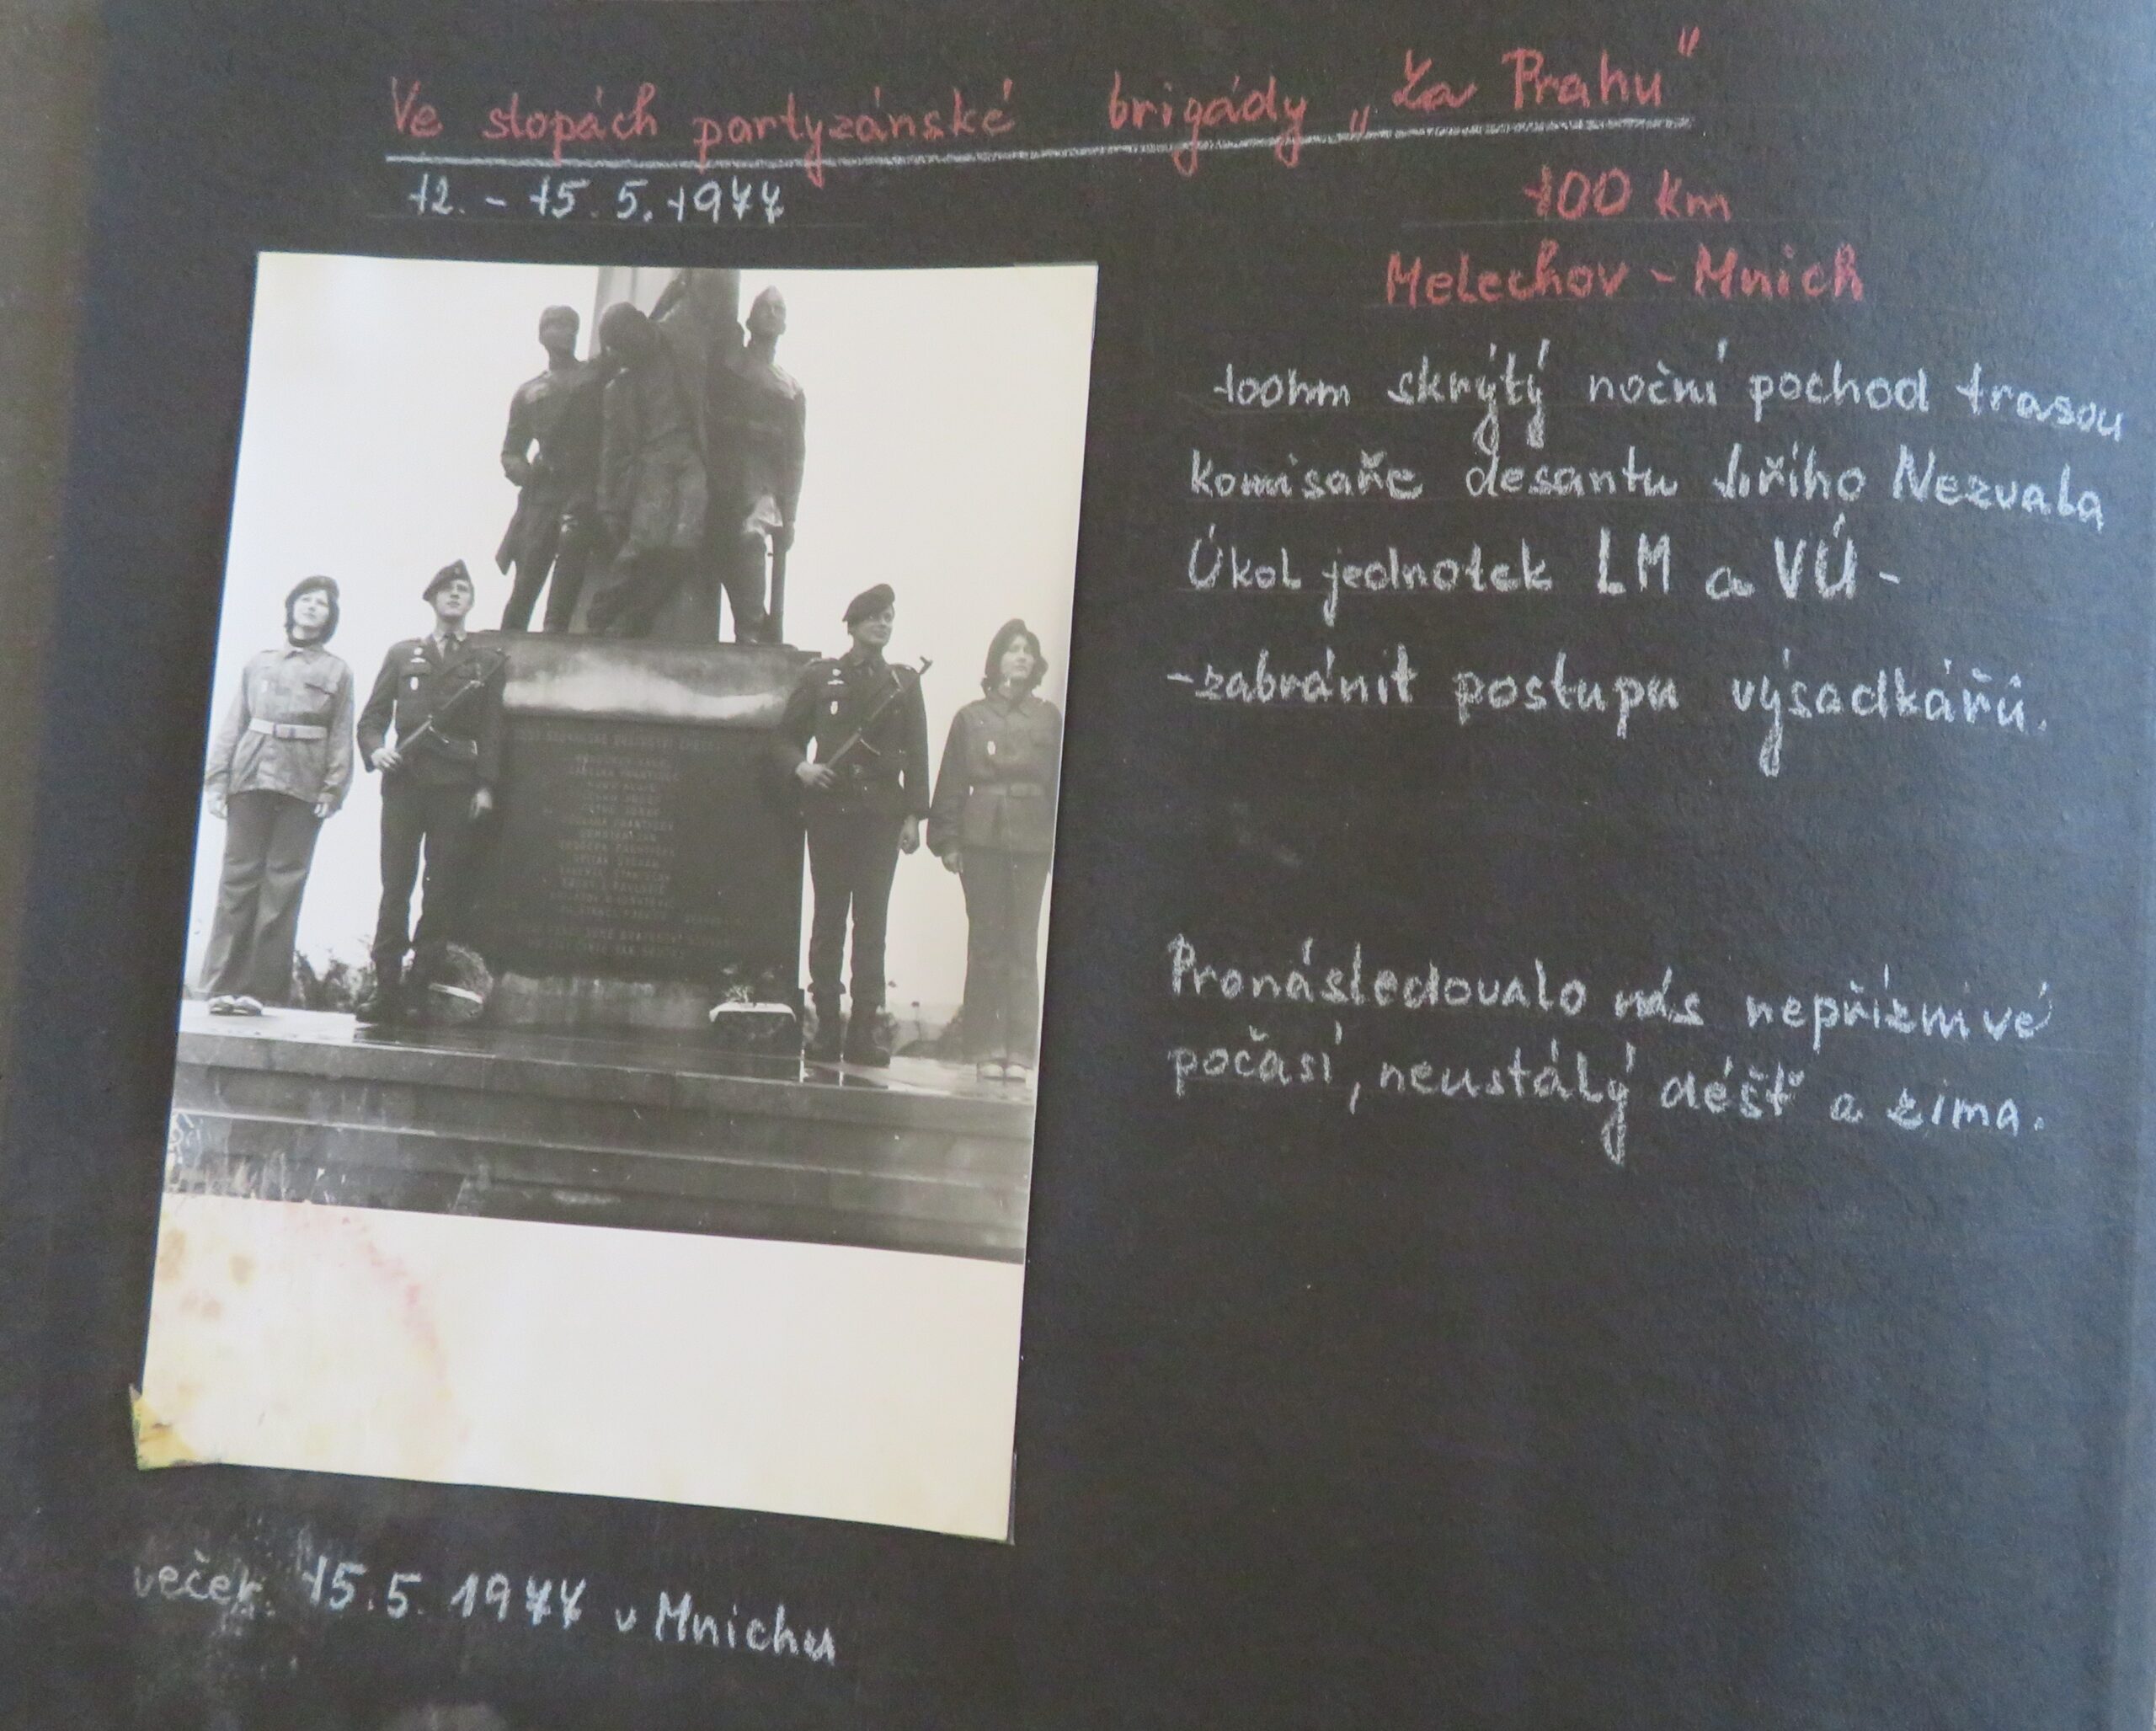 Ve stopách partyzánské brigády „Za Prahu"
12. - 15. 5. 1977
100 km
Melechov - Mnich
100km skrýtý noční pochod trasou
komisaře desantu Jiřího Nezvala
Úkol jednotek LM a VÚ -
-zabránit postupu výsadkářů.
Pronásledovalo nás nepříznivé
počasí, neustálý déšť a zima.
večer 15.5. 1977 v Mnichu